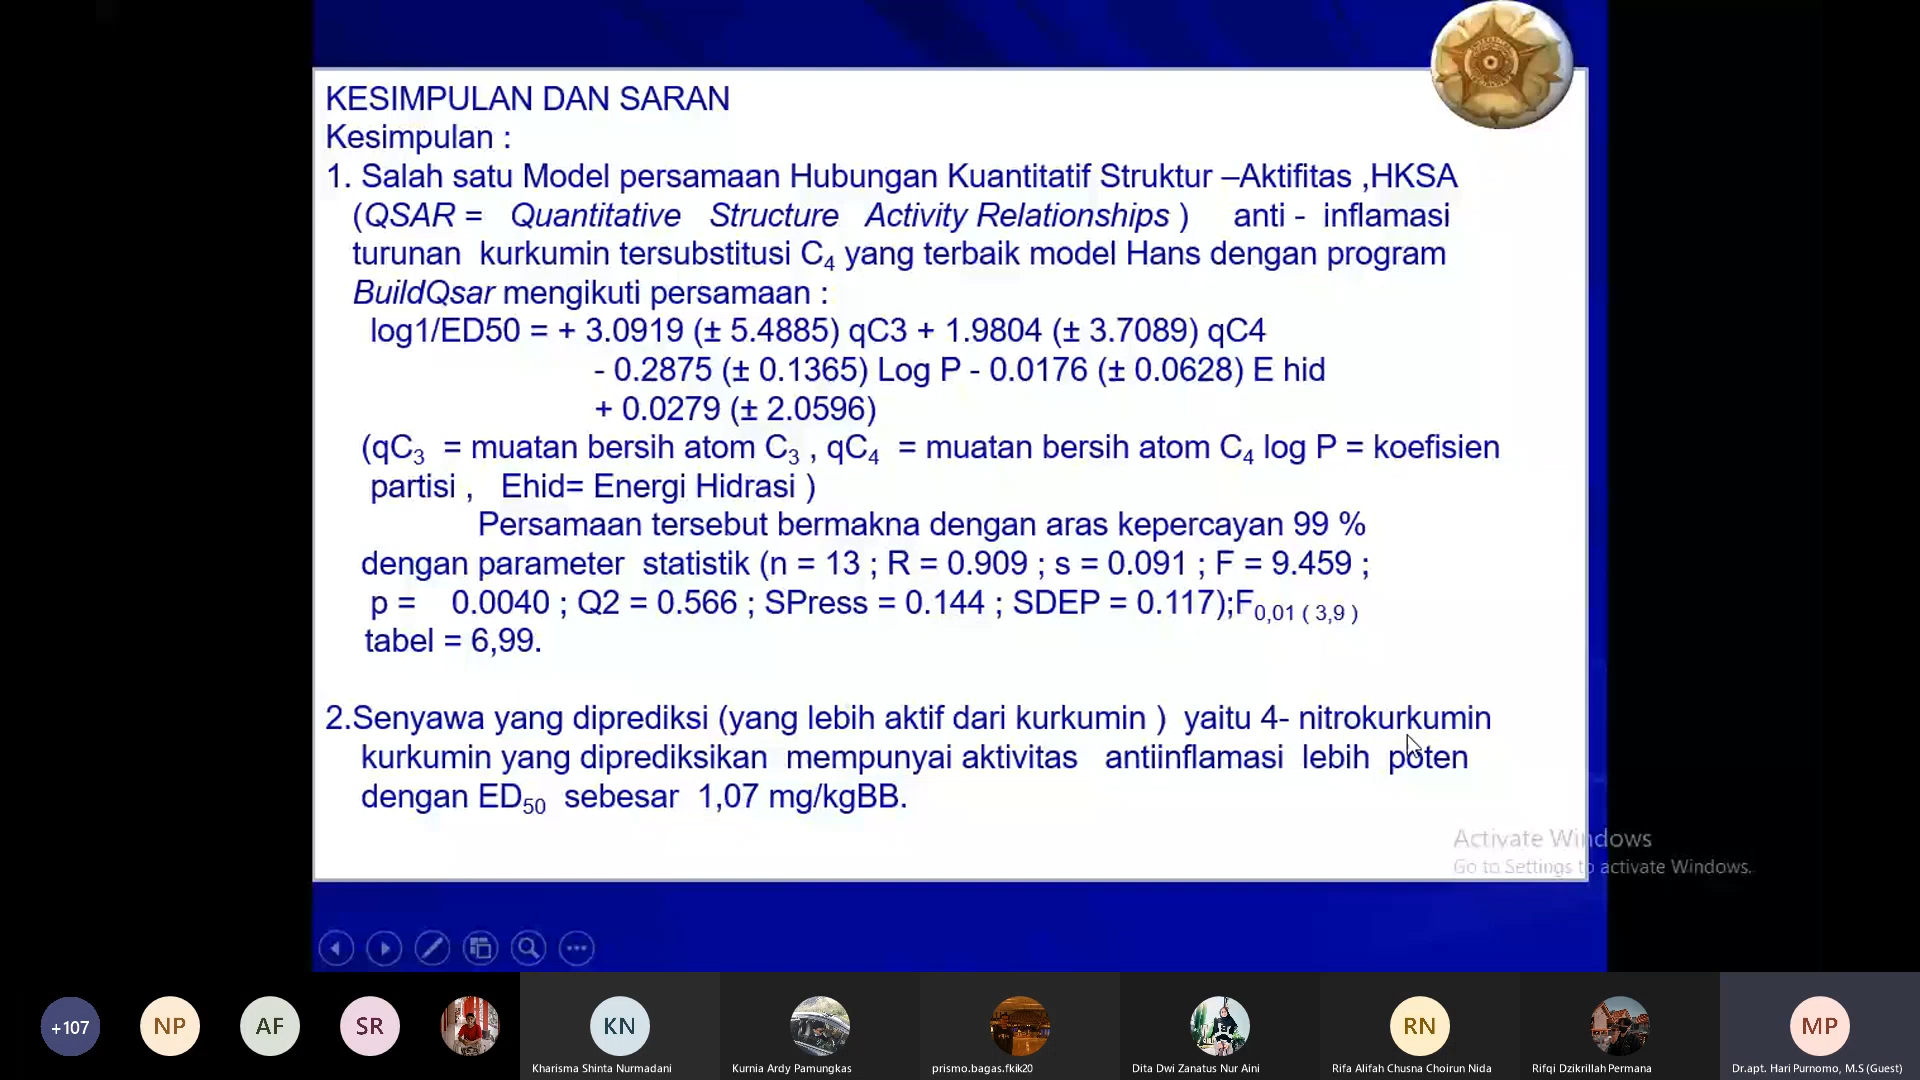 KESIMPULAN DAN SARAN
Kesimpulan :
1. Salah satu Model persamaan Hubungan Kuantitatif Struktur –Aktifitas ,HKSA
(QSAR = Quantitative Structure Activity Relationships ) anti - inflamasi
turunan kurkumin tersubstitusi C₄ yang terbaik model Hans dengan program
BuildQsar mengikuti persamaan :
log1/ED50 = + 3.0919 (± 5.4885) qC3 + 1.9804 (± 3.7089) qC4
- 0.2875 (± 0.1365) Log P - 0.0176 (± 0.0628) E hid
+ 0.0279 (± 2.0596)
(qC₃ = muatan bersih atom C₃ , qC₄ = muatan bersih atom C₄ log P = koefisien
partisi , Ehid= Energi Hidrasi )
Persamaan tersebut bermakna dengan aras kepercayan 99 %
dengan parameter statistik (n = 13 ; R = 0.909 ; s = 0.091 ; F = 9.459 ;
p = 0.0040 ; Q2 = 0.566 ; SPress = 0.144 ; SDEP = 0.117);F0,01 ( 3,9 )
tabel = 6,99.
2.Senyawa yang diprediksi (yang lebih aktif dari kurkumin ) yaitu 4- nitrokurkumin
kurkumin yang diprediksikan mempunyai aktivitas antiinflamasi lebih poten
dengan ED₅₀ sebesar 1,07 mg/kgBB.
Activate Windows
Go to Settings to activate Windows.
+107
NP
AF
SR
KN
RN
MP
Kharisma Shinta Nurmadani
Kurnia Ardy Pamungkas
prismo.bagas.fkik20
Dita Dwi Zanatus Nur Aini
Rifa Alifah Chusna Choirun Nida
Rifqi Dzikrillah Permana
Dr.apt. Hari Purnomo, M.S (Guest)